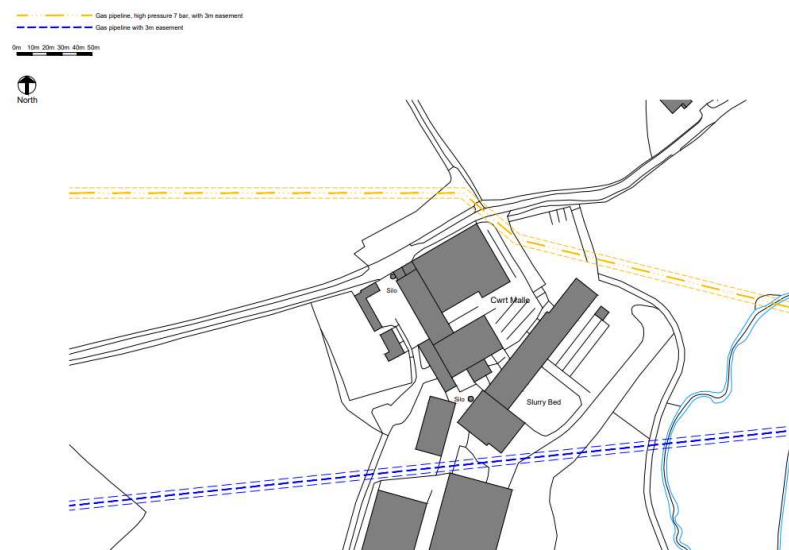 Gas pipeline, high pressure 7 bar, with 3m easement
Gas pipeline with 3m easement
0m 10m 20m 30m 40m 50m
North
Silo
Cwrt Malle
Silo
Slurry Bed